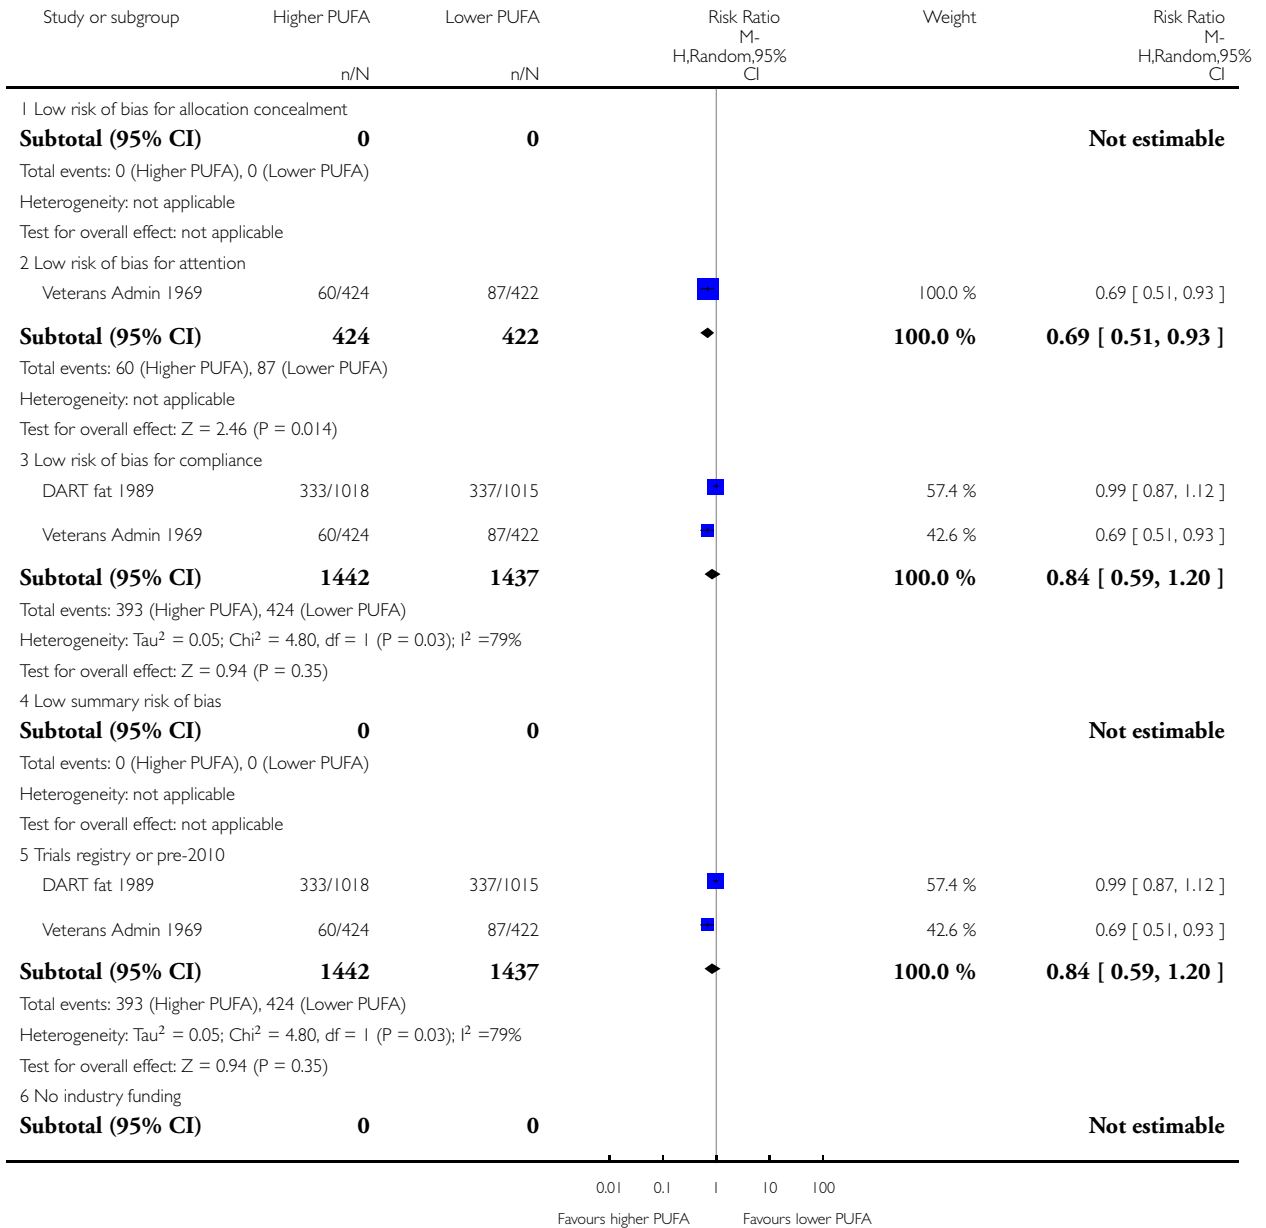 Study or subgroup Higher PUFA Lower PUFA Risk Ratio Weight Risk Ratio
M-H,Random,95% CI M-H,Random,95% CI
n/N n/N
1 Low risk of bias for allocation concealment
Subtotal (95% CI) 0 0 Not estimable
Total events: 0 (Higher PUFA), 0 (Lower PUFA)
Heterogeneity: not applicable
Test for overall effect: not applicable
2 Low risk of bias for attention
Veterans Admin 1969 60/424 87/422 100.0 % 0.69 [ 0.51, 0.93 ]
Subtotal (95% CI) 424 422 100.0 % 0.69 [ 0.51, 0.93 ]
Total events: 60 (Higher PUFA), 87 (Lower PUFA)
Heterogeneity: not applicable
Test for overall effect: Z = 2.46 (P = 0.014)
3 Low risk of bias for compliance
DART fat 1989 333/1018 337/1015 57.4 % 0.99 [ 0.87, 1.12 ]
Veterans Admin 1969 60/424 87/422 42.6 % 0.69 [ 0.51, 0.93 ]
Subtotal (95% CI) 1442 1437 100.0 % 0.84 [ 0.59, 1.20 ]
Total events: 393 (Higher PUFA), 424 (Lower PUFA)
Heterogeneity: Tau² = 0.05; Chi² = 4.80, df = 1 (P = 0.03); I² =79%
Test for overall effect: Z = 0.94 (P = 0.35)
4 Low summary risk of bias
Subtotal (95% CI) 0 0 Not estimable
Total events: 0 (Higher PUFA), 0 (Lower PUFA)
Heterogeneity: not applicable
Test for overall effect: not applicable
5 Trials registry or pre-2010
DART fat 1989 333/1018 337/1015 57.4 % 0.99 [ 0.87, 1.12 ]
Veterans Admin 1969 60/424 87/422 42.6 % 0.69 [ 0.51, 0.93 ]
Subtotal (95% CI) 1442 1437 100.0 % 0.84 [ 0.59, 1.20 ]
Total events: 393 (Higher PUFA), 424 (Lower PUFA)
Heterogeneity: Tau² = 0.05; Chi² = 4.80, df = 1 (P = 0.03); I² =79%
Test for overall effect: Z = 0.94 (P = 0.35)
6 No industry funding
Subtotal (95% CI) 0 0 Not estimable
0.01 0.1 1 10 100
Favours higher PUFA Favours lower PUFA